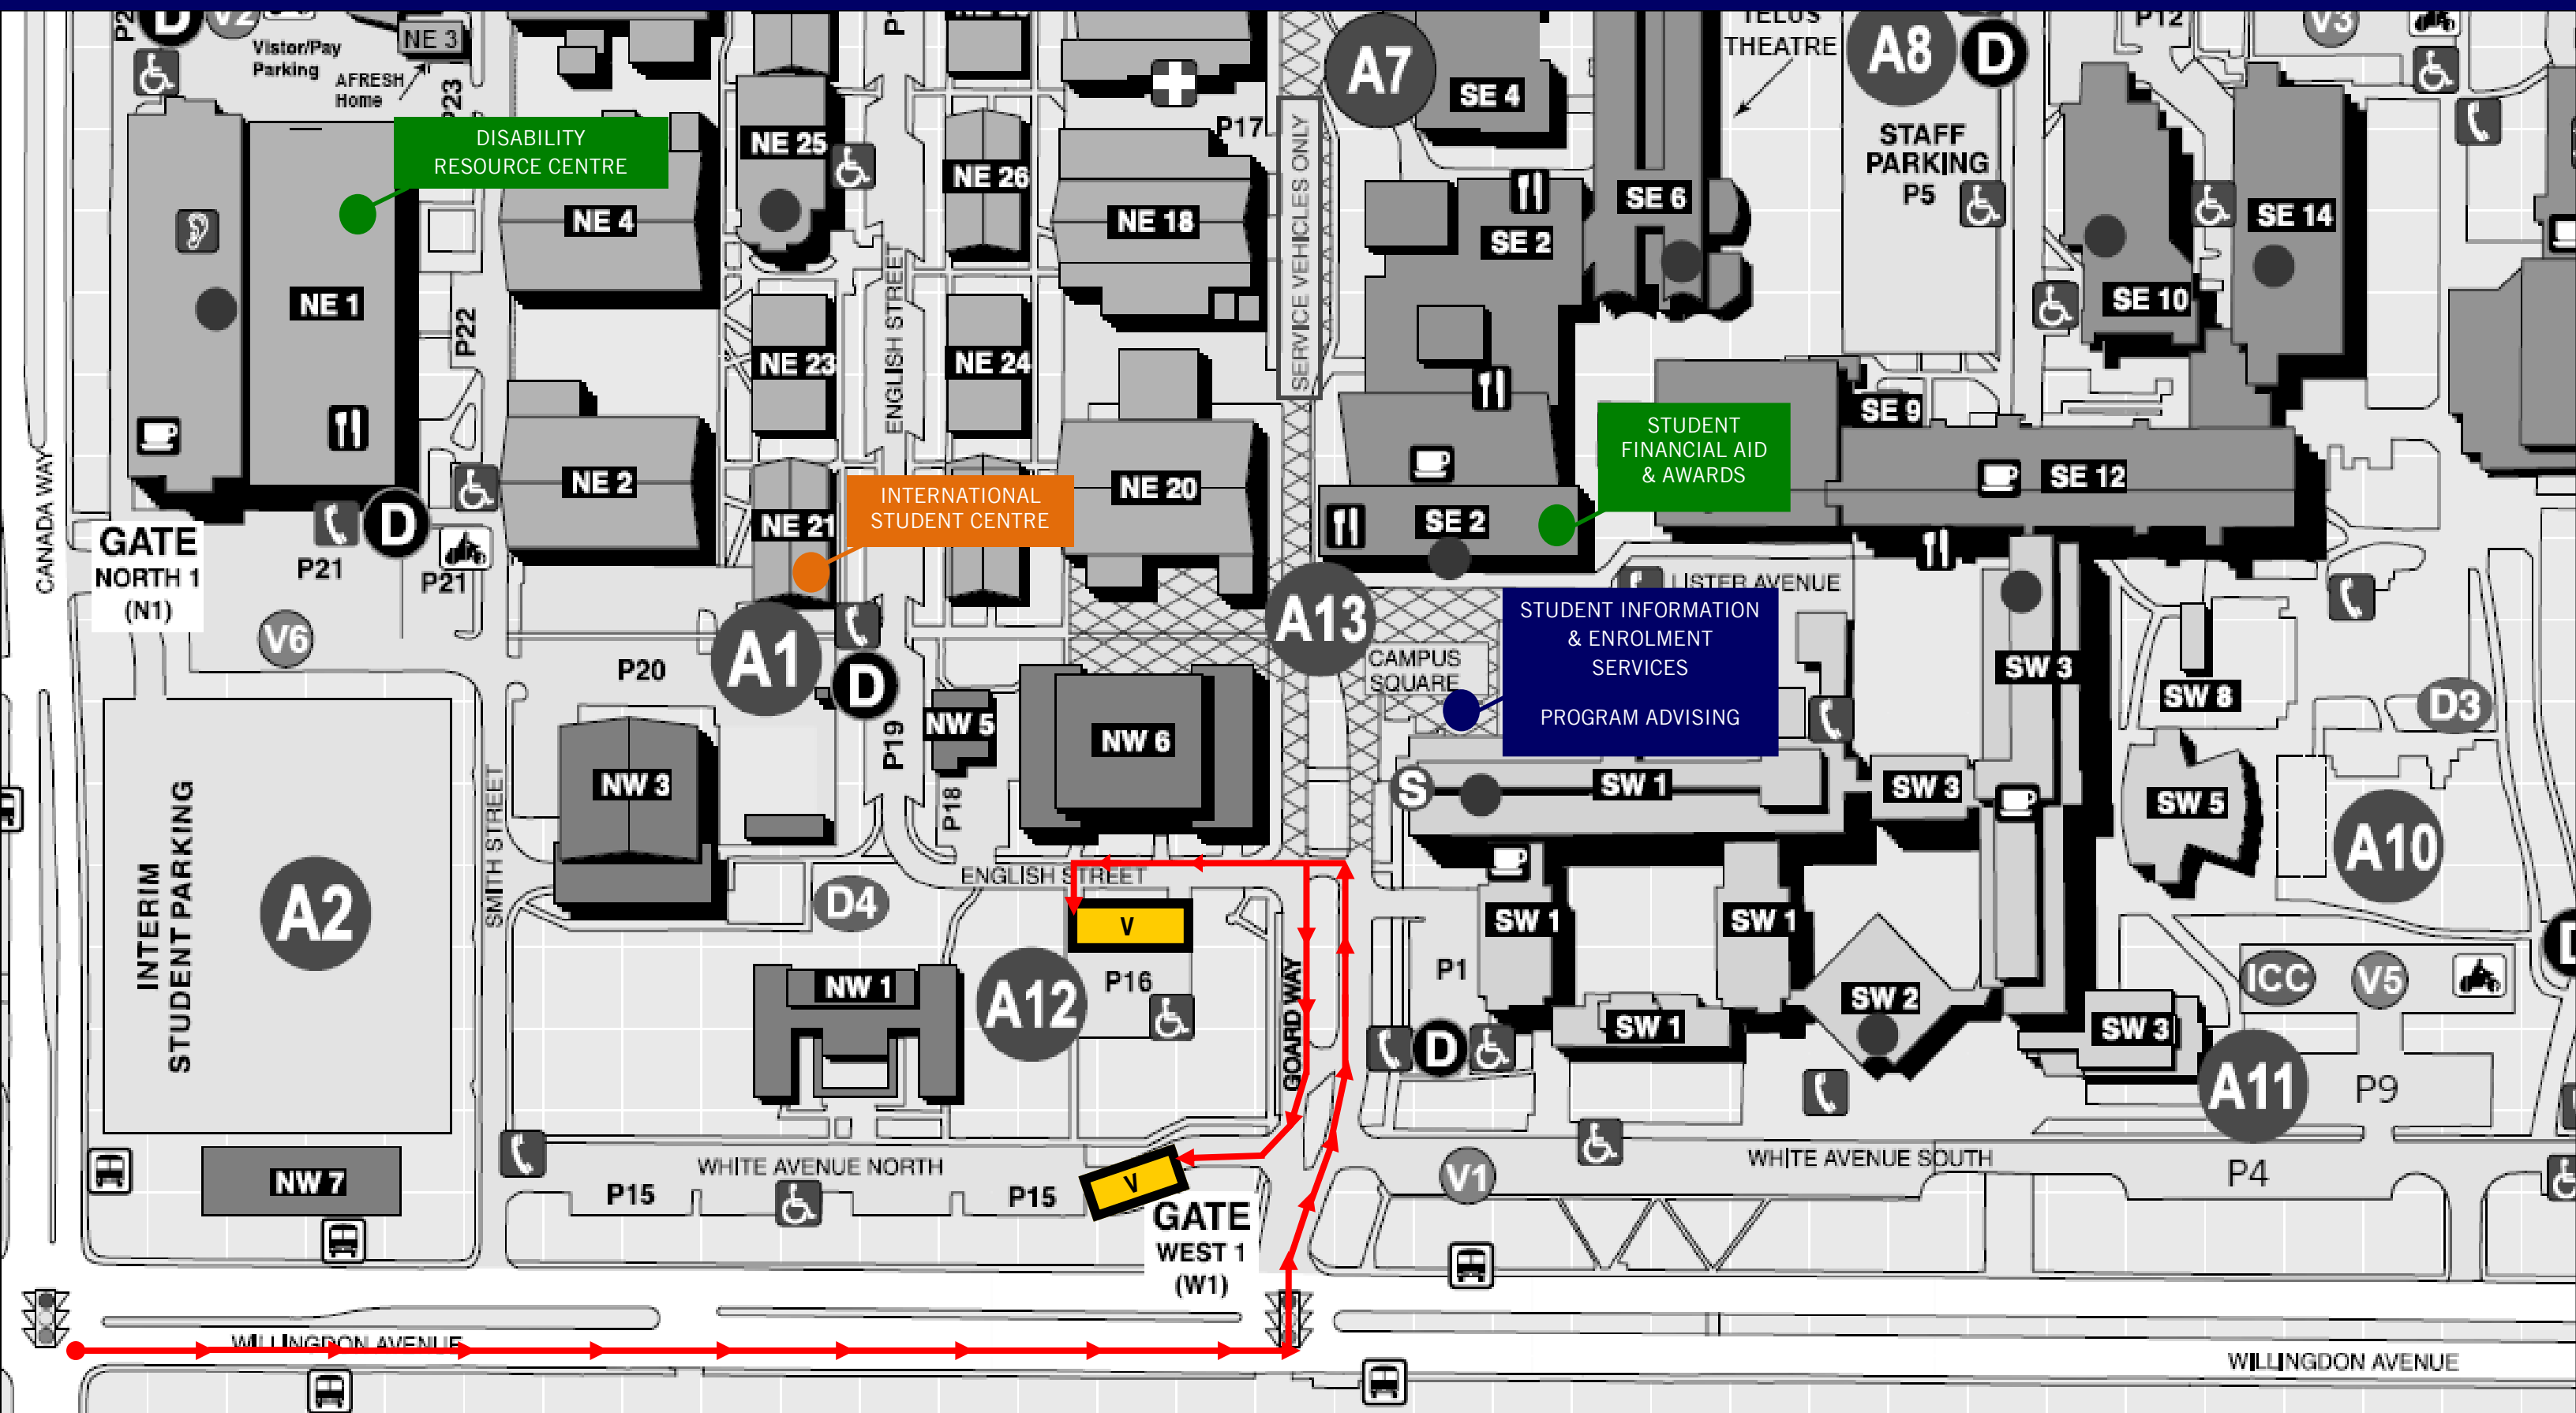 V2
NE 3
Vistor/Pay
Parking
AFRESH
Home
P23
DISABILITY
RESOURCE CENTRE
NE 1
NE 4
P22
NE 2
NE 25
NE 23
NE 21
ENGLISH STREET
NE 26
NE 24
INTERNATIONAL
STUDENT CENTRE
NE 18
NE 20
P17
SERVICE VEHICLES ONLY
A7
SE 4
SE 2
SE 6
TELUS
THEATRE
A8
D
STAFF
PARKING
P5
P12
V3
SE 10
SE 14
SE 9
SE 12
STUDENT
FINANCIAL AID
& AWARDS
SE 2
LISTER AVENUE
CANADA WAY
GATE
NORTH 1
(N1)
D
P21
P21
V6
P20
A1
D
P19
NW 5
P18
NW 6
NW 3
A13
CAMPUS
SQUARE
STUDENT INFORMATION
& ENROLMENT
SERVICES
PROGRAM ADVISING
S
SW 1
SW 3
SW 3
SW 8
D3
SW 5
A10
INTERIM
STUDENT PARKING
A2
SMITH STREET
D4
ENGLISH STREET
V
P16
A12
NW 1
GOARD WAY
P1
D
SW 1
SW 1
SW 1
SW 2
SW 3
ICC
V5
D
A11
P9
NW 7
WHITE AVENUE NORTH
P15
P15
V
GATE
WEST 1
(W1)
V1
WHITE AVENUE SOUTH
P4
WILLINGDON AVENUE
WILLINGDON AVENUE